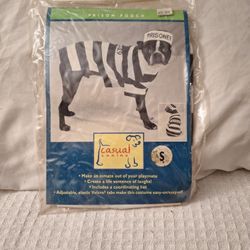 PRISON POOCH
PRISONER
casual
canine
• Make an inmate out of your playmate
• Create a life sentence of laughs!
• Includes a coordinating hat
• Adjustable, elastic Velcro® tabs make this costume easy-on/easy-off
S